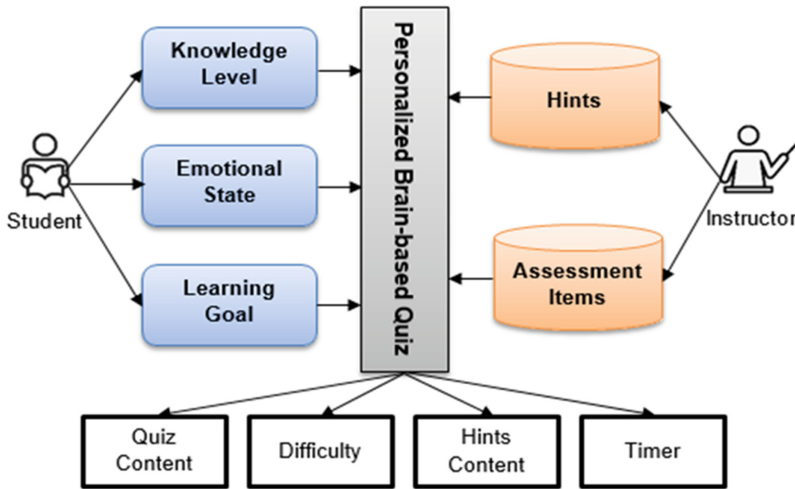 Knowledge
Level
Emotional
State
Learning
Goal
Student
Personalized Brain-based Quiz
Hints
Assessment
Items
Instructor
Quiz
Content
Difficulty
Hints
Content
Timer